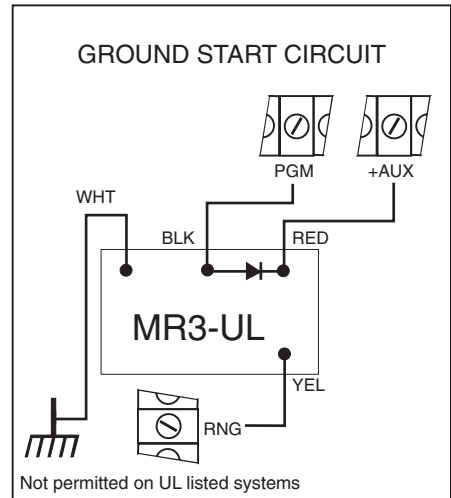 GROUND START CIRCUIT
PGM
+AUX
WHT
BLK
RED
MR3-UL
YEL
RNG
Not permitted on UL listed systems